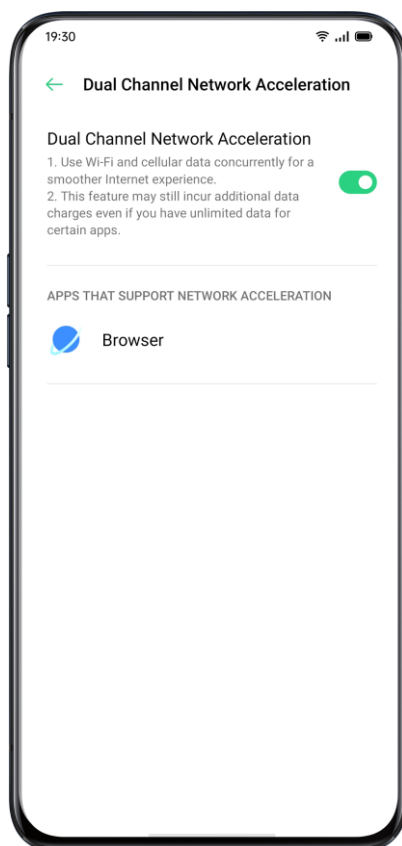 19:30
Dual Channel Network Acceleration
Dual Channel Network Acceleration
1. Use Wi-Fi and cellular data concurrently for a
smoother Internet experience.
2. This feature may still incur additional data
charges even if you have unlimited data for
certain apps.
APPS THAT SUPPORT NETWORK ACCELERATION
Browser